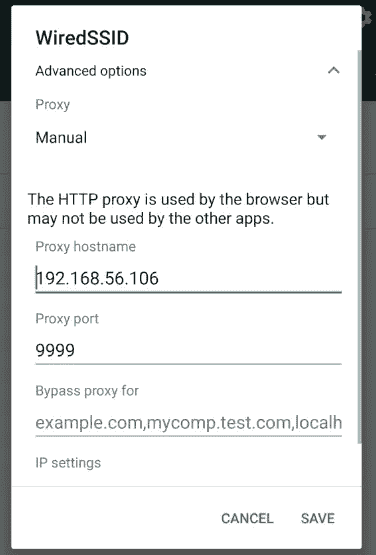 WiredSSID
Advanced options
Proxy
Manual
The HTTP proxy is used by the browser but
may not be used by the other apps.
Proxy hostname
192.168.56.106
Proxy port
9999
Bypass proxy for
example.com,mycomp.test.com,localh
IP settings
CANCEL SAVE